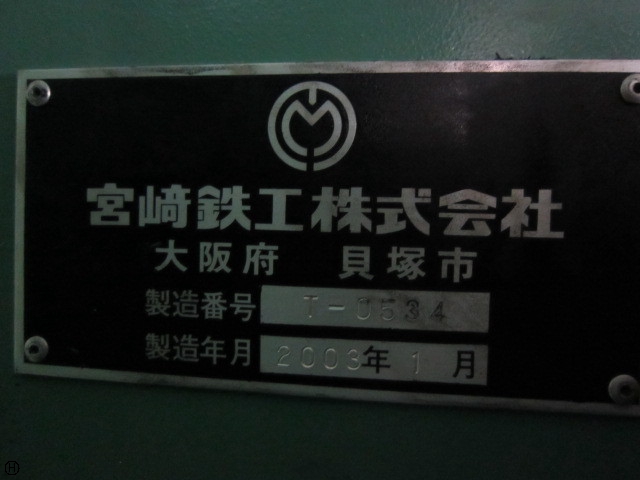 宮﨑鉄工株式会社
大阪府 貝塚市
製造番号 T-0534
製造年月 2003年1月
H